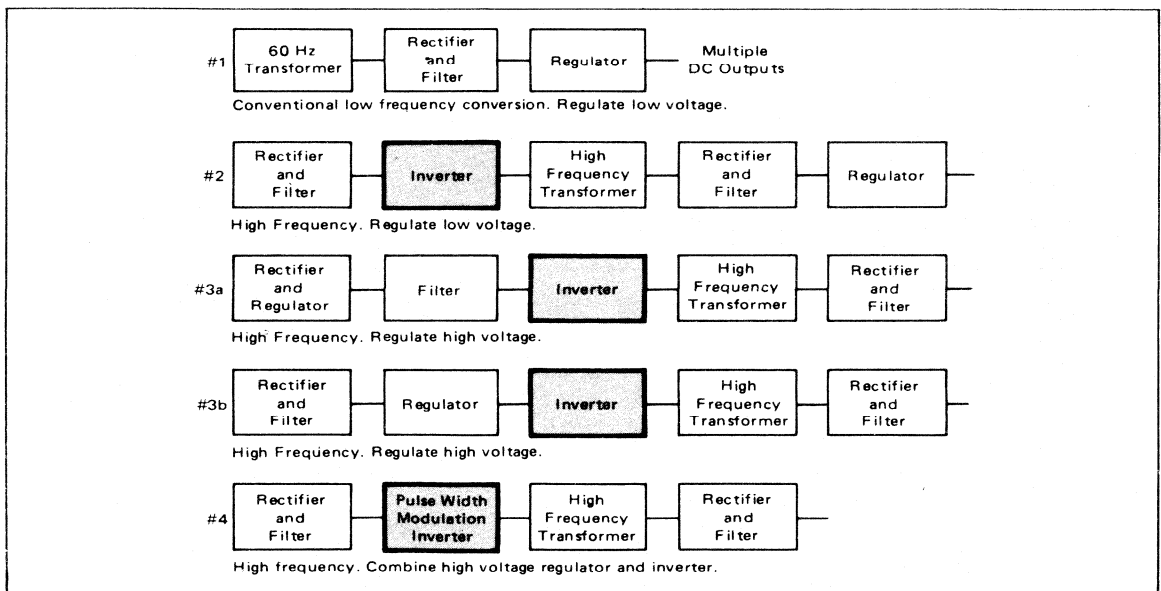 #1
60 Hz
Transformer
Rectifier
and
Filter
Regulator
Multiple
DC Outputs
Conventional low frequency conversion. Regulate low voltage.
#2
Rectifier
and
Filter
Inverter
High
Frequency
Transformer
Rectifier
and
Filter
Regulator
High Frequency. Regulate low voltage.
#3a
Rectifier
and
Regulator
Filter
Inverter
High
Frequency
Transformer
Rectifier
and
Filter
High Frequency. Regulate high voltage.
#3b
Rectifier
and
Filter
Regulator
Inverter
High
Frequency
Transformer
Rectifier
and
Filter
High Frequency. Regulate high voltage.
#4
Rectifier
and
Filter
Pulse Width
Modulation
Inverter
High
Frequency
Transformer
Rectifier
and
Filter
High frequency. Combine high voltage regulator and inverter.